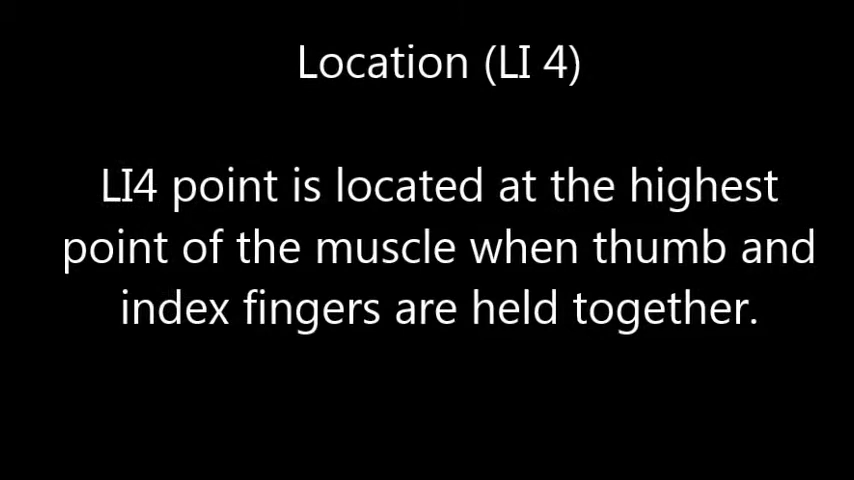 Location (LI 4)
LI4 point is located at the highest
point of the muscle when thumb and
index fingers are held together.